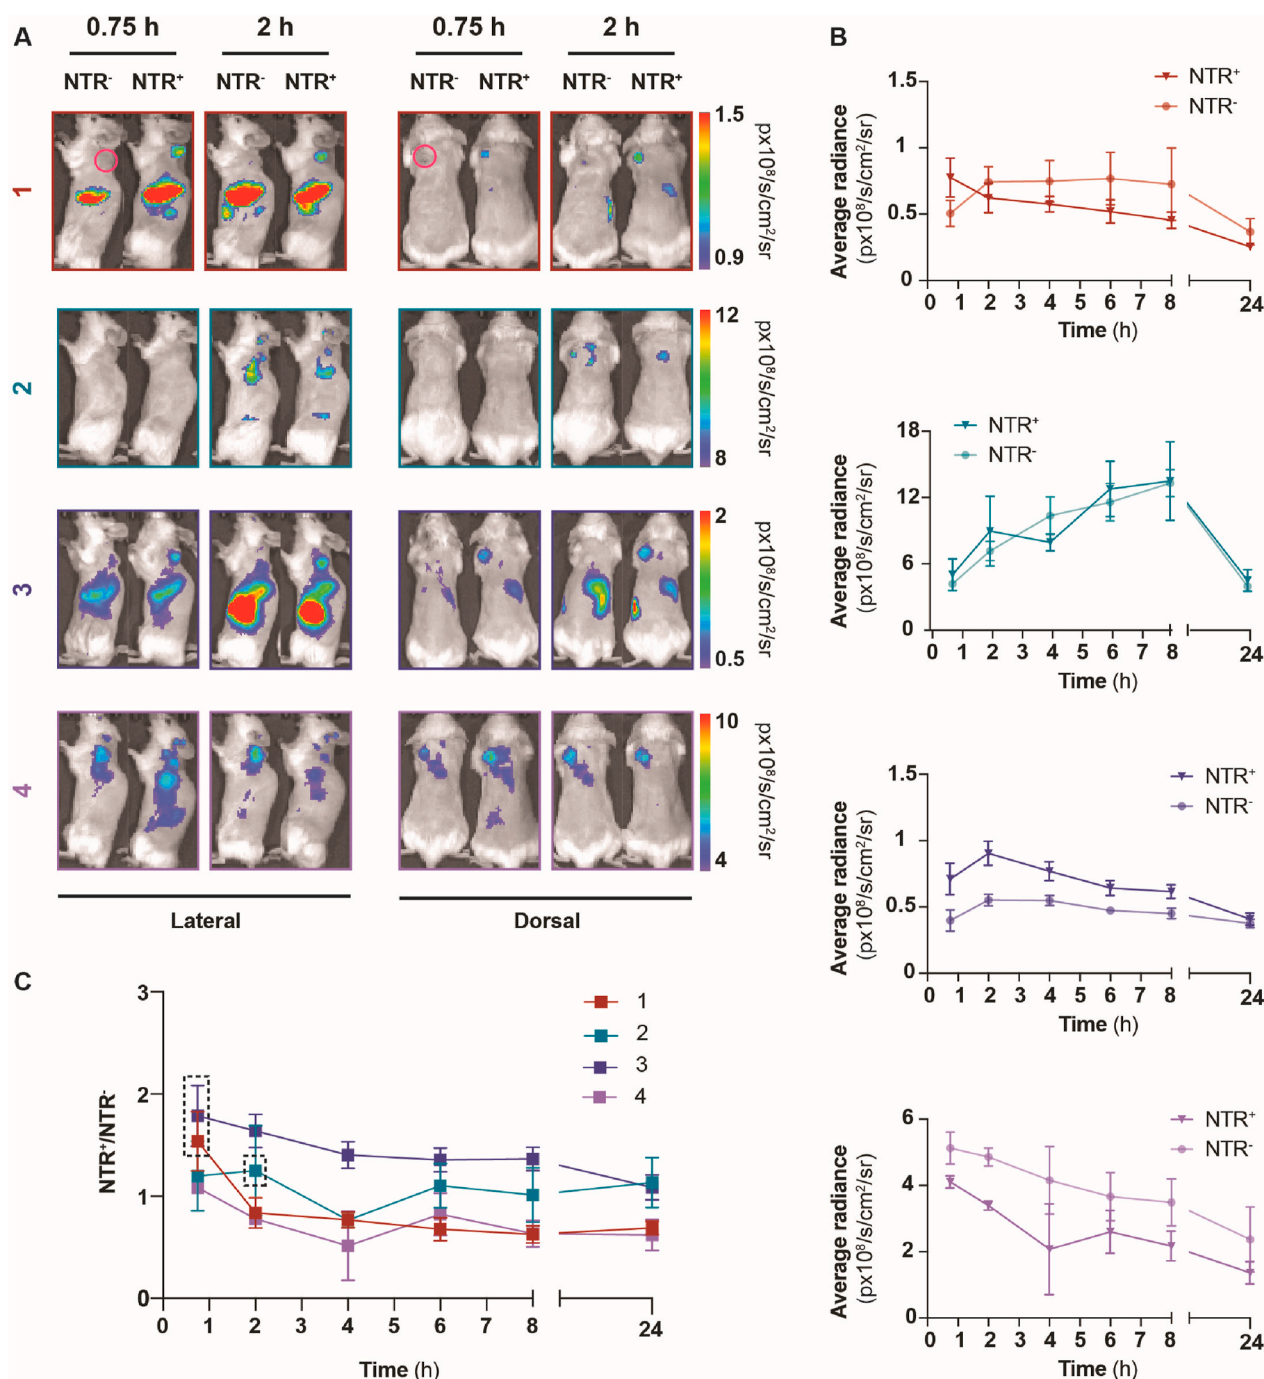 A
0.75 h 2 h 0.75 h 2 h
NTR- NTR+ NTR- NTR+ NTR- NTR+ NTR- NTR+
1
1.5
px10⁸/s/cm²/sr
0.9
2
12
px10⁸/s/cm²/sr
8
3
2
px10⁸/s/cm²/sr
0.5
4
10
px10⁸/s/cm²/sr
4
Lateral Dorsal
B
Average radiance
(px10⁸/s/cm²/sr)
1.5
1
0.5
0
NTR+
NTR-
0 1 2 3 4 5 6 7 8 24
Time (h)
Average radiance
(px10⁸/s/cm²/sr)
18
12
6
0
NTR+
NTR-
0 1 2 3 4 5 6 7 8 24
Time (h)
Average radiance
(px10⁸/s/cm²/sr)
1.5
1
0.5
0
NTR+
NTR-
0 1 2 3 4 5 6 7 8 24
Time (h)
Average radiance
(px10⁸/s/cm²/sr)
6
4
2
0
NTR+
NTR-
0 1 2 3 4 5 6 7 8 24
Time (h)
C
NTR+/NTR-
3
2
1
0
1
2
3
4
0 1 2 3 4 5 6 7 8 24
Time (h)